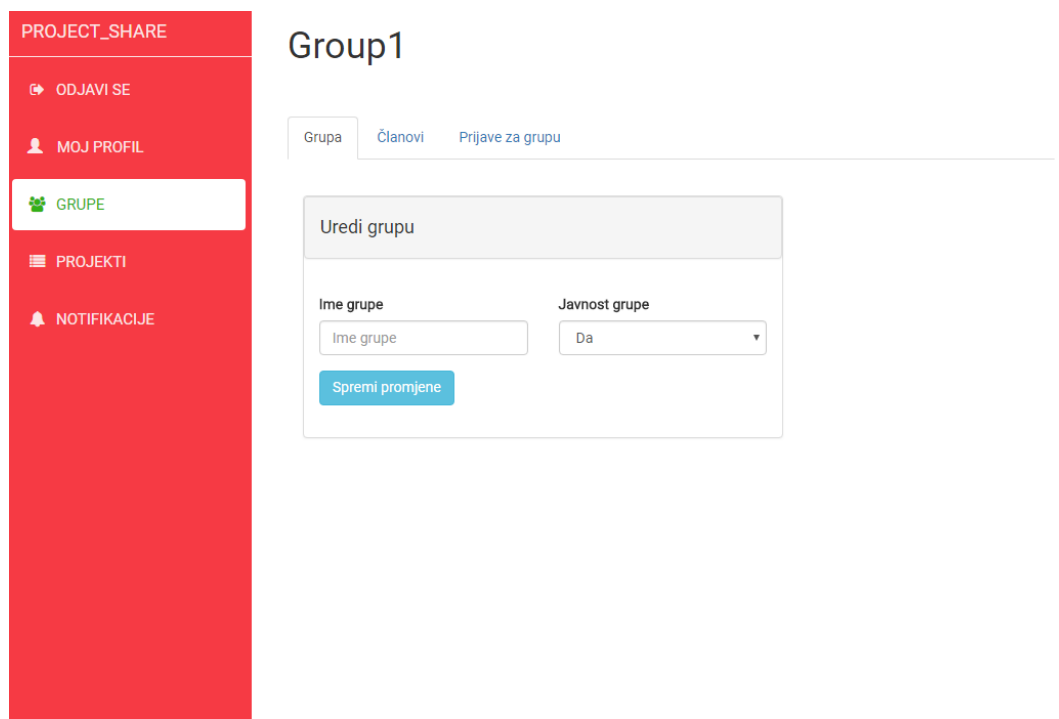 PROJECT_SHARE
ODJAVI SE
MOJ PROFIL
GRUPE
PROJEKTI
NOTIFIKACIJE
Group1
Grupa Članovi Prijave za grupu
Uredi grupu
Ime grupe Javnost grupe
Ime grupe Da
Spremi promjene